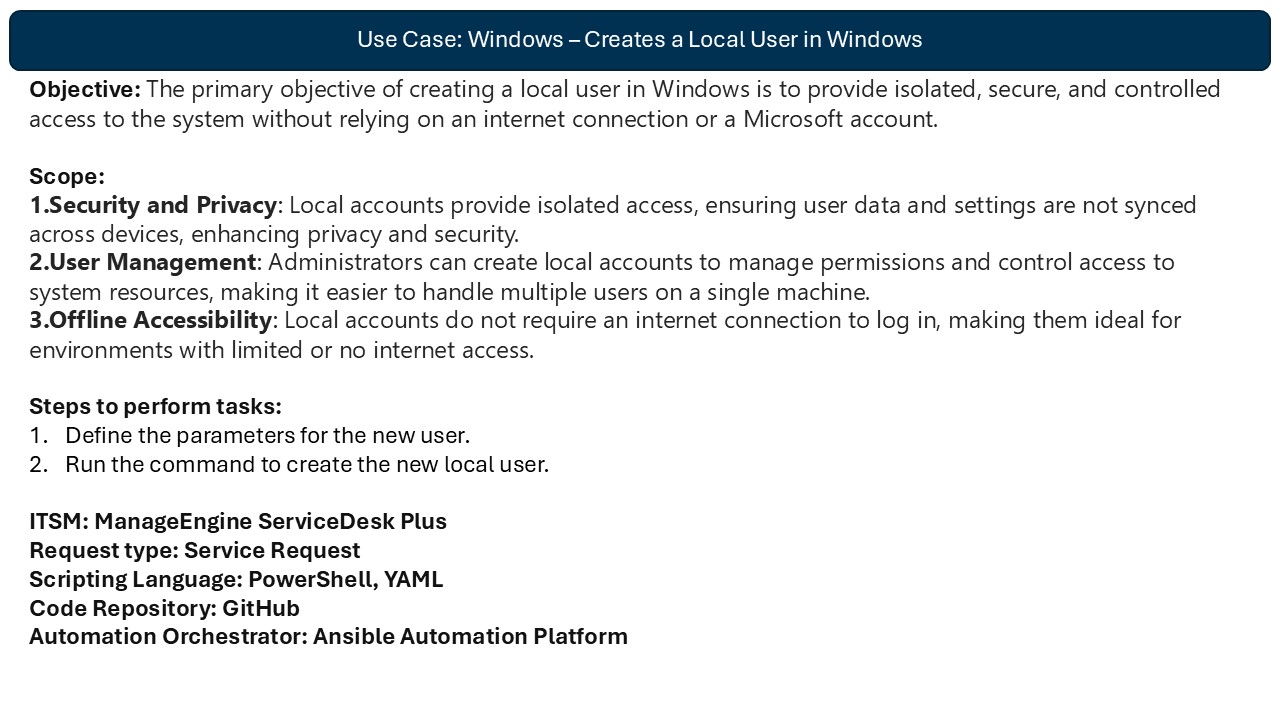 Use Case: Windows – Creates a Local User in Windows
Objective: The primary objective of creating a local user in Windows is to provide isolated, secure, and controlled
access to the system without relying on an internet connection or a Microsoft account.
Scope:
1.Security and Privacy: Local accounts provide isolated access, ensuring user data and settings are not synced
across devices, enhancing privacy and security.
2.User Management: Administrators can create local accounts to manage permissions and control access to
system resources, making it easier to handle multiple users on a single machine.
3.Offline Accessibility: Local accounts do not require an internet connection to log in, making them ideal for
environments with limited or no internet access.
Steps to perform tasks:
1. Define the parameters for the new user.
2. Run the command to create the new local user.
ITSM: ManageEngine ServiceDesk Plus
Request type: Service Request
Scripting Language: PowerShell, YAML
Code Repository: GitHub
Automation Orchestrator: Ansible Automation Platform